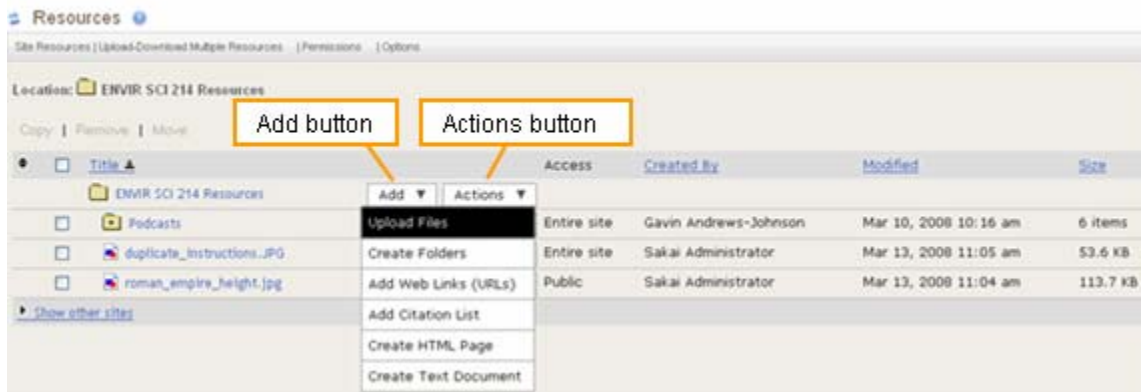 Resources
Site Resources | Upload-Download Multiple Resources | Permissions | Options
Location: ENVIR SCI 214 Resources
Add button Actions button
Copy | Remove | Move
Title Access Created By Modified Size
ENVIR SCI 214 Resources Add ▼ Actions ▼
Podcasts Upload Files Entire site Gavin Andrews-Johnson Mar 10, 2008 10:16 am 6 items
duplicate_instructions.JPG Create Folders Entire site Sakai Administrator Mar 13, 2008 11:05 am 53.6 KB
roman_empire_height.jpg Add Web Links (URLs) Public Sakai Administrator Mar 13, 2008 11:04 am 113.7 KB
Show other sites Add Citation List
Create HTML Page
Create Text Document